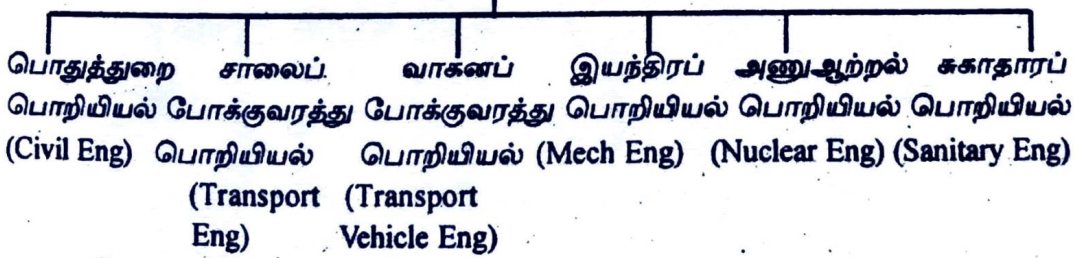 பொதுத்துறை சாலைப். வாகனப் இயந்திரப் அணுஆற்றல் சுகாதாரப்
பொறியியல் போக்குவரத்து போக்குவரத்து பொறியியல் பொறியியல் பொறியியல்
(Civil Eng) பொறியியல் பொறியியல் (Mech Eng) (Nuclear Eng) (Sanitary Eng)
(Transport (Transport
Eng) Vehicle Eng)